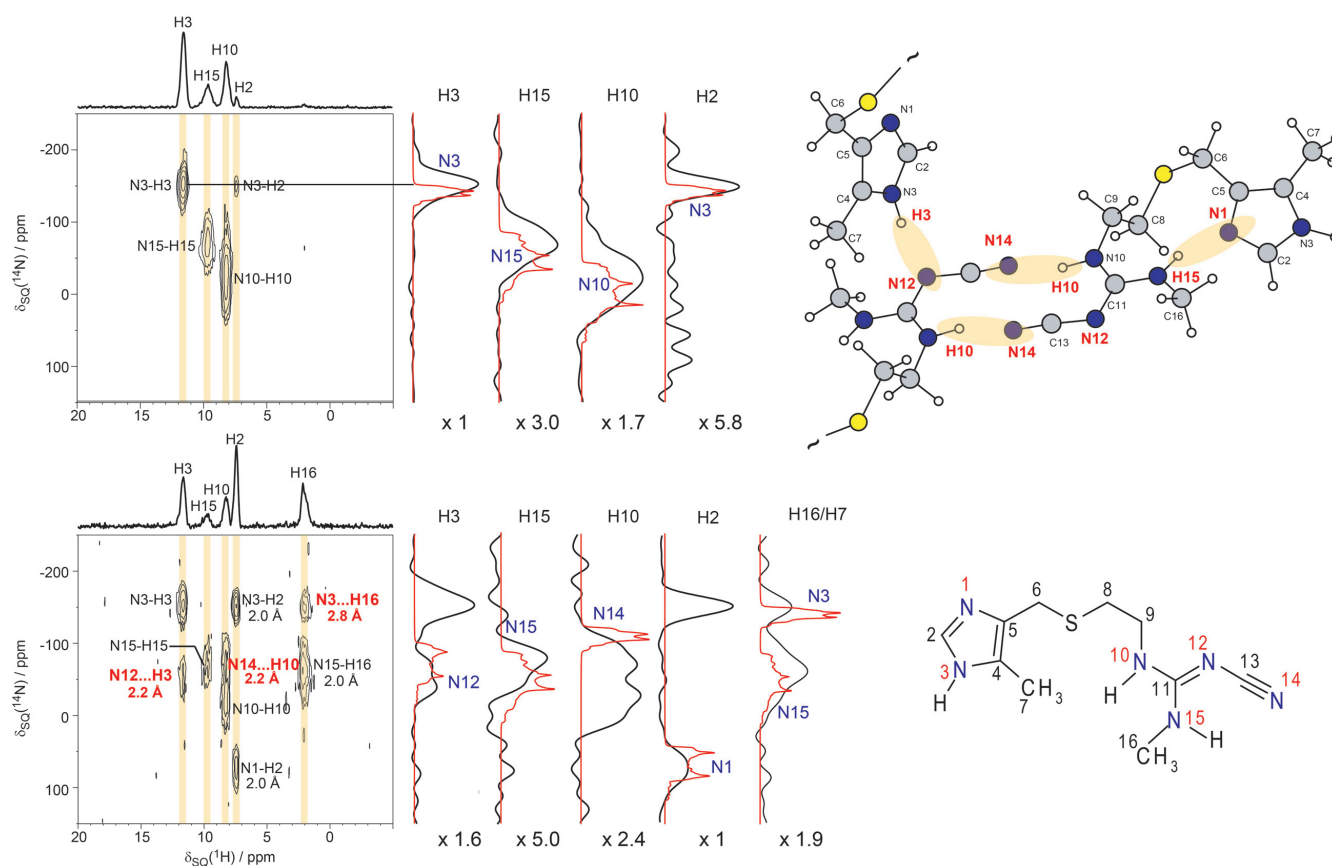 H3
H15
H10
H2
-200
-100
0
100
δSQ(14N) / ppm
N3-H3
N3-H2
N15-H15
N10-H10
20
15
10
5
0
H3
H15
H10
H2
N3
N15
N10
N3
x 1
x 3.0
x 1.7
x 5.8
C6
N1
C5
C2
C4
N3
H3
C7
N14
N12
H10
N14
C13
N12
C9
C8
N10
H10
C11
H15
C16
C7
C6
C5
C4
N1
N3
C2
~
~
H3
H15
H10
H2
H16
-200
-100
0
100
δSQ(14N) / ppm
N3-H3
N3-H2
2.0 Å
N3...H16
2.8 Å
N15-H15
N12...H3
2.2 Å
N14...H10
2.2 Å
N15-H16
2.0 Å
N10-H10
N1-H2
2.0 Å
20
15
10
5
0
δSQ(1H) / ppm
H3
H15
H10
H2
H16/H7
N12
N15
N14
N1
N3
N15
x 1.6
x 5.0
x 2.4
x 1
x 1.9
1
N
2
3
N
H
4
5
6
S
7
CH3
8
9
10
N
H
11
12
N
13
14
N
15
N
H
16
CH3